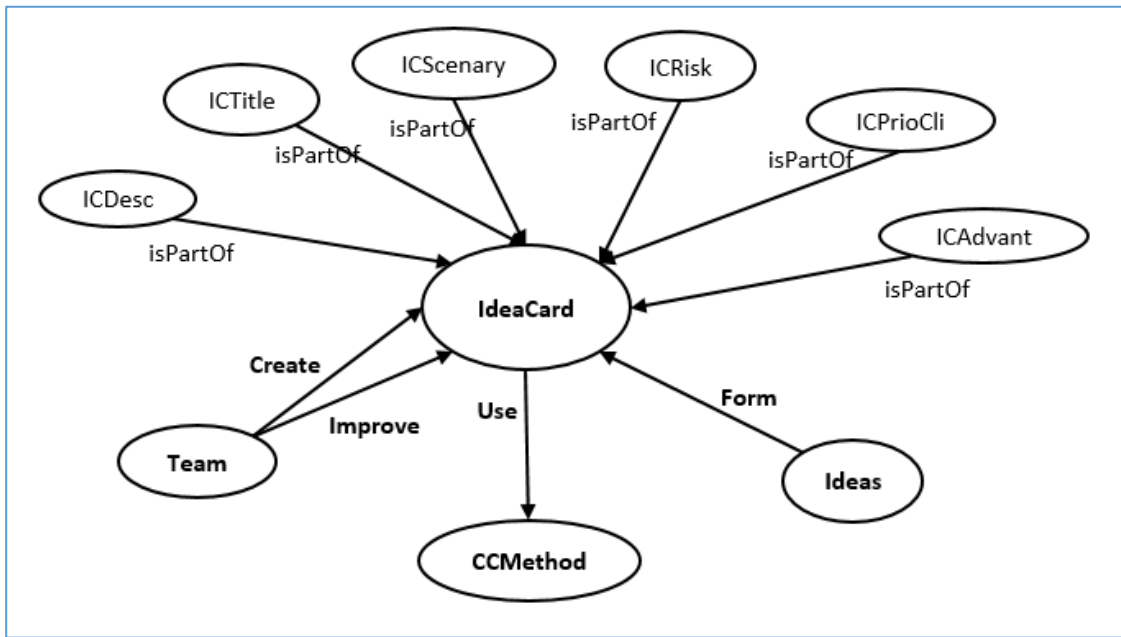 ICScenary
ICRisk
ICTitle
ICPrioCli
isPartOf
isPartOf
isPartOf
isPartOf
ICDesc
ICAdvant
isPartOf
isPartOf
IdeaCard
Create
Form
Use
Improve
Team
Ideas
CCMethod